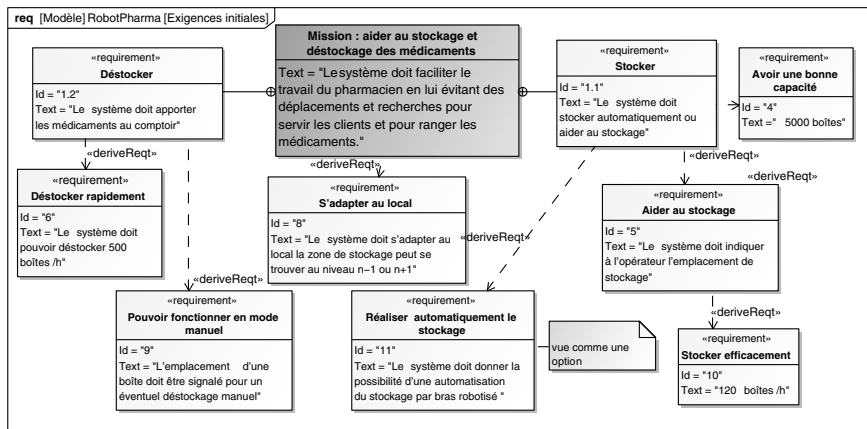 req [Modèle] RobotPharma [Exigences initiales]
Mission : aider au stockage et
déstockage des médicaments
Text = "Le système doit faciliter le
travail du pharmacien en lui évitant des
déplacements et recherches pour
servir les clients et pour ranger les
médicaments."
«requirement»
Déstocker
Id = "1.2"
Text = "Le système doit apporter
les médicaments au comptoir"
«requirement»
Stocker
Id = "1.1"
Text = "Le système doit
stocker automatiquement ou
aider au stockage"
«requirement»
Avoir une bonne
capacité
Id = "4"
Text =" 5000 boîtes"
«deriveReqt»
«deriveReqt»
«deriveReqt»
«deriveReqt»
«requirement»
Déstocker rapidement
Id = "6"
Text = "Le système doit
pouvoir déstocker 500
boîtes /h"
«requirement»
S'adapter au local
Id = "8"
Text = "Le système doit s'adapter au
local la zone de stockage peut se
trouver au niveau n−1 ou n+1"
«deriveReqt»
«requirement»
Aider au stockage
Id = "5"
Text = "Le système doit indiquer
à l'opérateur l'emplacement de
stockage"
«deriveReqt»
«deriveReqt»
«requirement»
Pouvoir fonctionner en mode
manuel
Id = "9"
Text = "L'emplacement d'une
boîte doit être signalé pour un
éventuel déstockage manuel"
«requirement»
Réaliser automatiquement le
stockage
Id = "11"
Text = "Le système doit donner la
possibilité d'une automatisation
du stockage par bras robotisé "
vue comme une
option
«requirement»
Stocker efficacement
Id = "10"
Text = "120 boîtes /h"